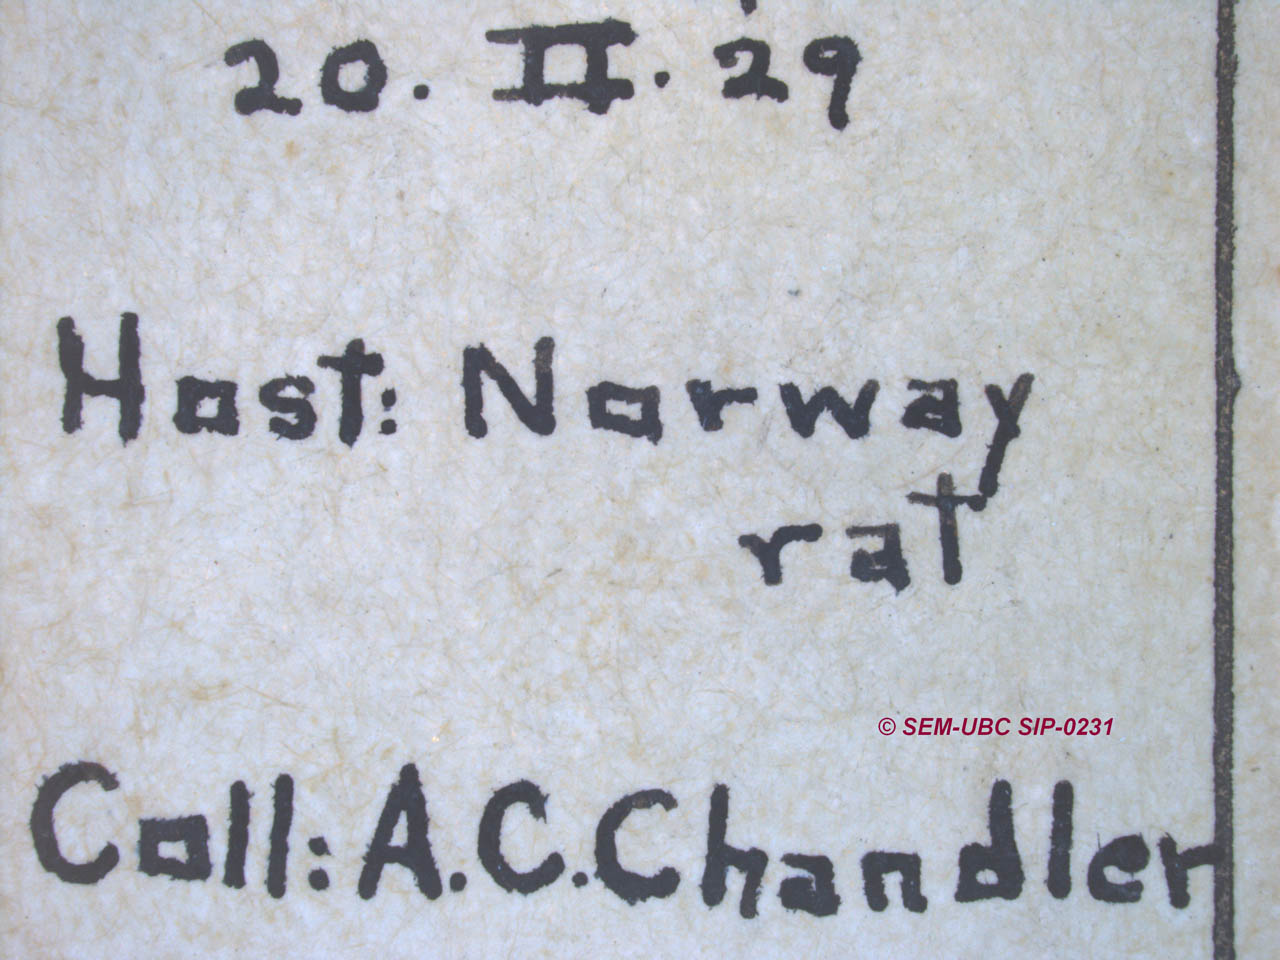 20. II. 29
Host: Norway
rat
© SEM-UBC SIP-0231
Coll: A.C. Chandler